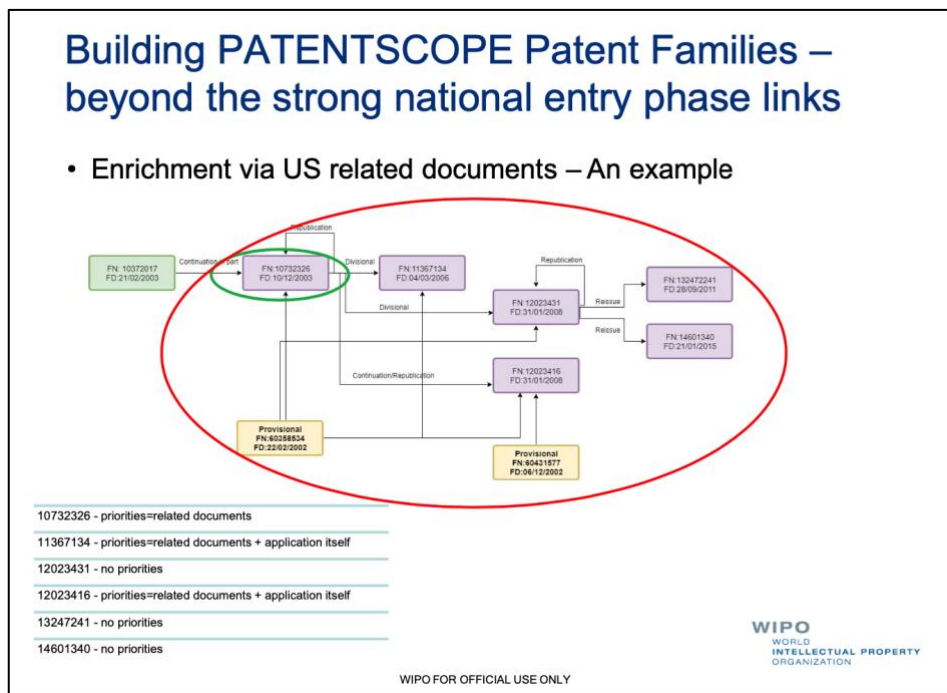 Building PATENTSCOPE Patent Families –
beyond the strong national entry phase links
• Enrichment via US related documents – An example
Republication
FN: 10372017
FD:21/02/2003
Continuation in part
FN:10732326
FD:10/12/2003
Divisional
FN:11367134
FD:04/03/2006
Republication
FN:132472241
FD:28/09/2011
Reissue
Divisional
FN:12023431
FD:31/01/2008
Reissue
FN:14601340
FD:21/01/2015
Continuation/Republication
FN:12023416
FD:31/01/2008
Provisional
FN:60358534
FD:22/02/2002
Provisional
FN:60431577
FD:06/12/2002
10732326 - priorities=related documents
11367134 - priorities=related documents + application itself
12023431 - no priorities
12023416 - priorities=related documents + application itself
13247241 - no priorities
14601340 - no priorities
WIPO
WORLD
INTELLECTUAL PROPERTY
ORGANIZATION
WIPO FOR OFFICIAL USE ONLY